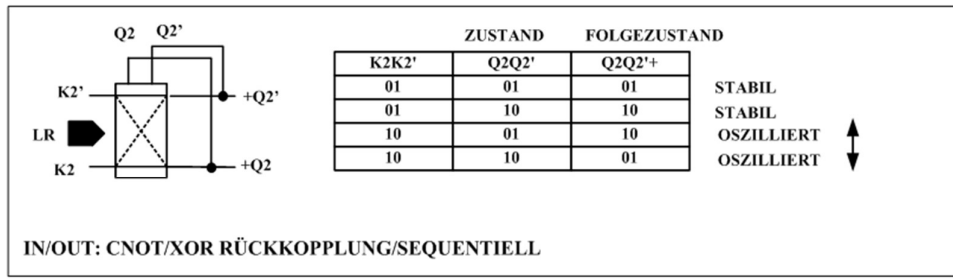 Q2 Q2’
ZUSTAND FOLGEZUSTAND
K2K2' Q2Q2' Q2Q2'+
K2’ +Q2’ 01 01 01 STABIL
01 10 10 STABIL
LR 10 01 10 OSZILLIERT
K2 +Q2 10 10 01 OSZILLIERT
IN/OUT: CNOT/XOR RÜCKKOPPLUNG/SEQUENTIELL